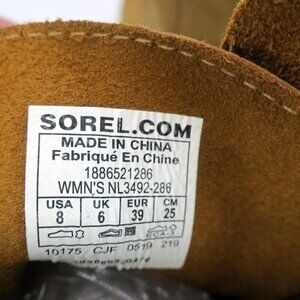 SOREL.COM
MADE IN CHINA
Fabriqué En Chine
1886521286
WMN'S NL3492-286
USA UK EUR CM
8 6 39 25
10175 CJF 0519 219